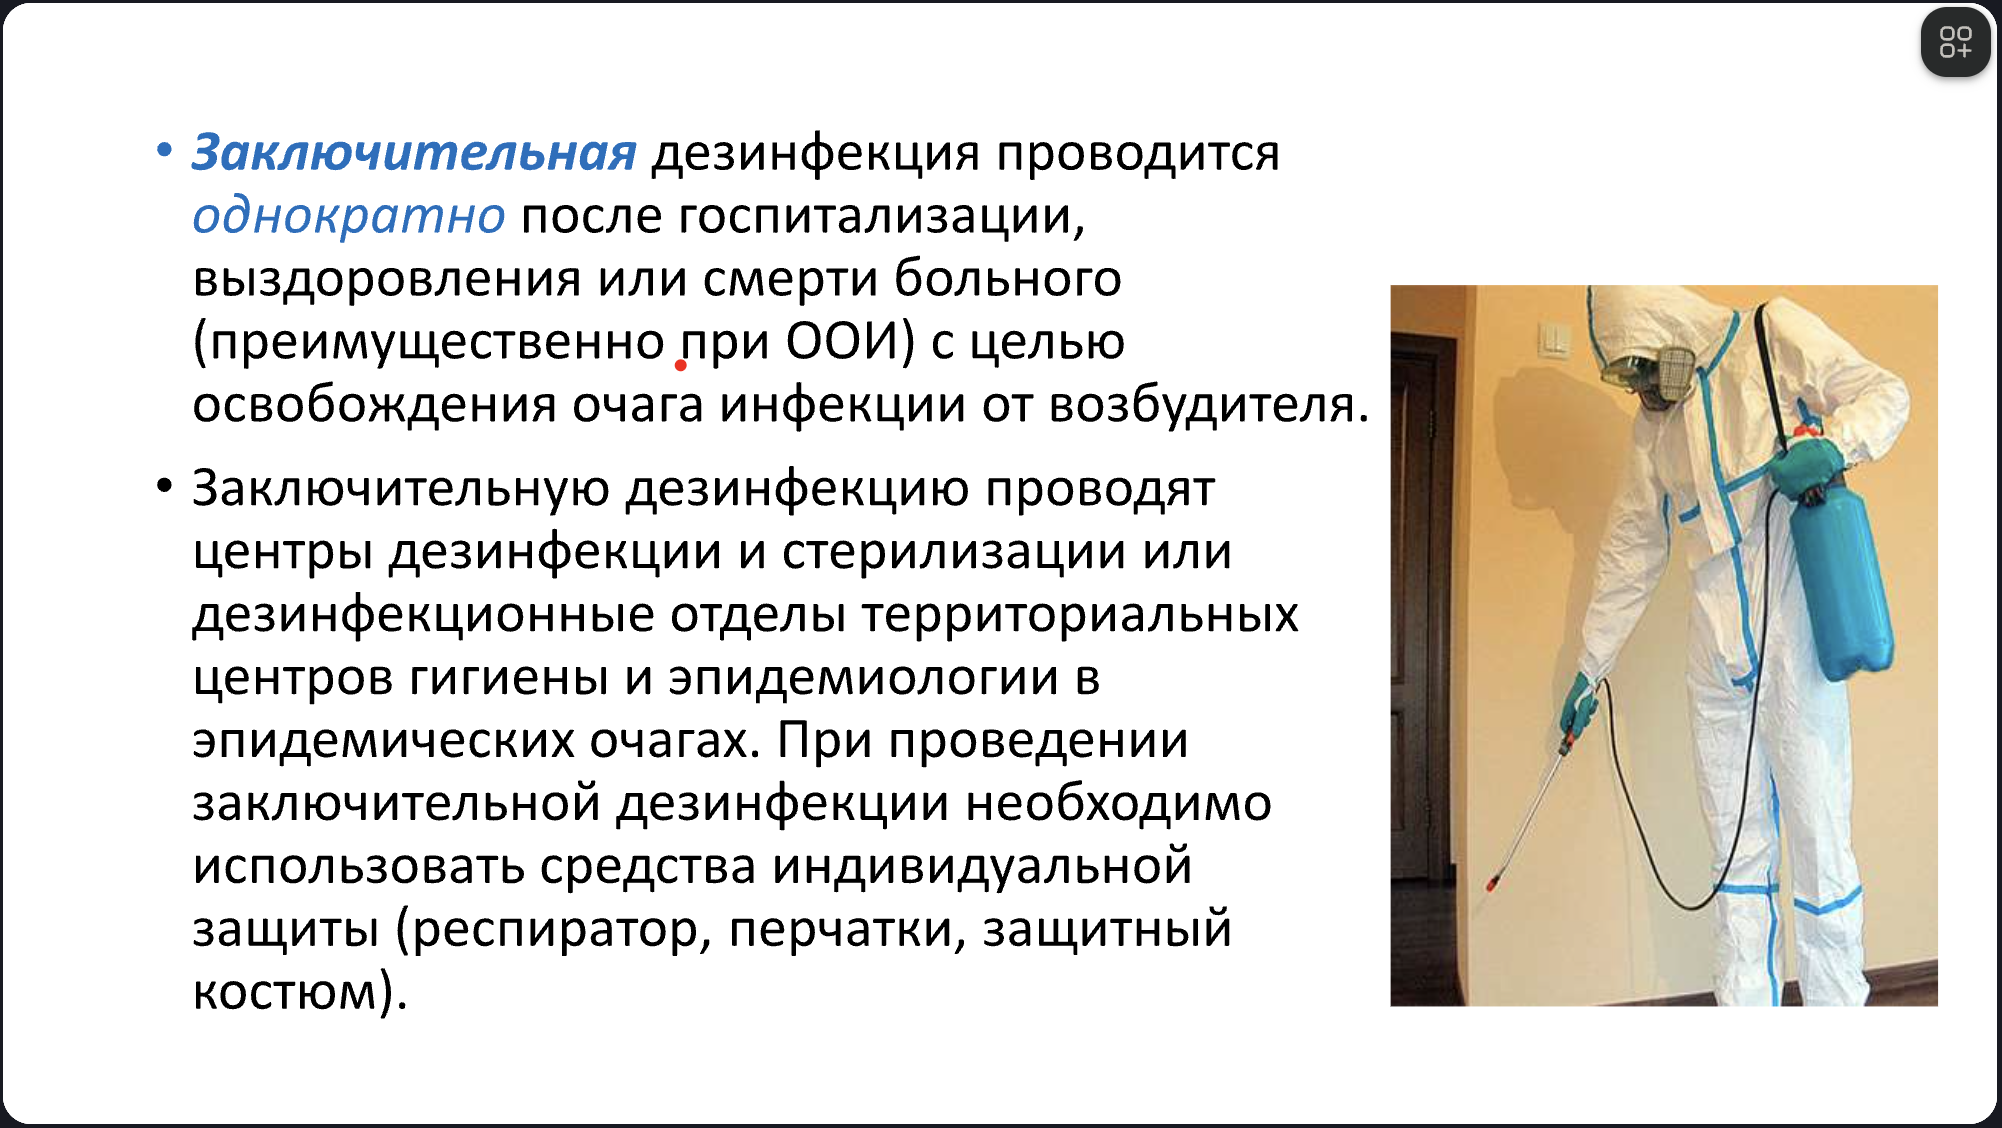 • Заключительная дезинфекция проводится
однократно после госпитализации,
выздоровления или смерти больного
(преимущественно при ООИ) с целью
освобождения очага инфекции от возбудителя.
• Заключительную дезинфекцию проводят
центры дезинфекции и стерилизации или
дезинфекционные отделы территориальных
центров гигиены и эпидемиологии в
эпидемических очагах. При проведении
заключительной дезинфекции необходимо
использовать средства индивидуальной
защиты (респиратор, перчатки, защитный
костюм).